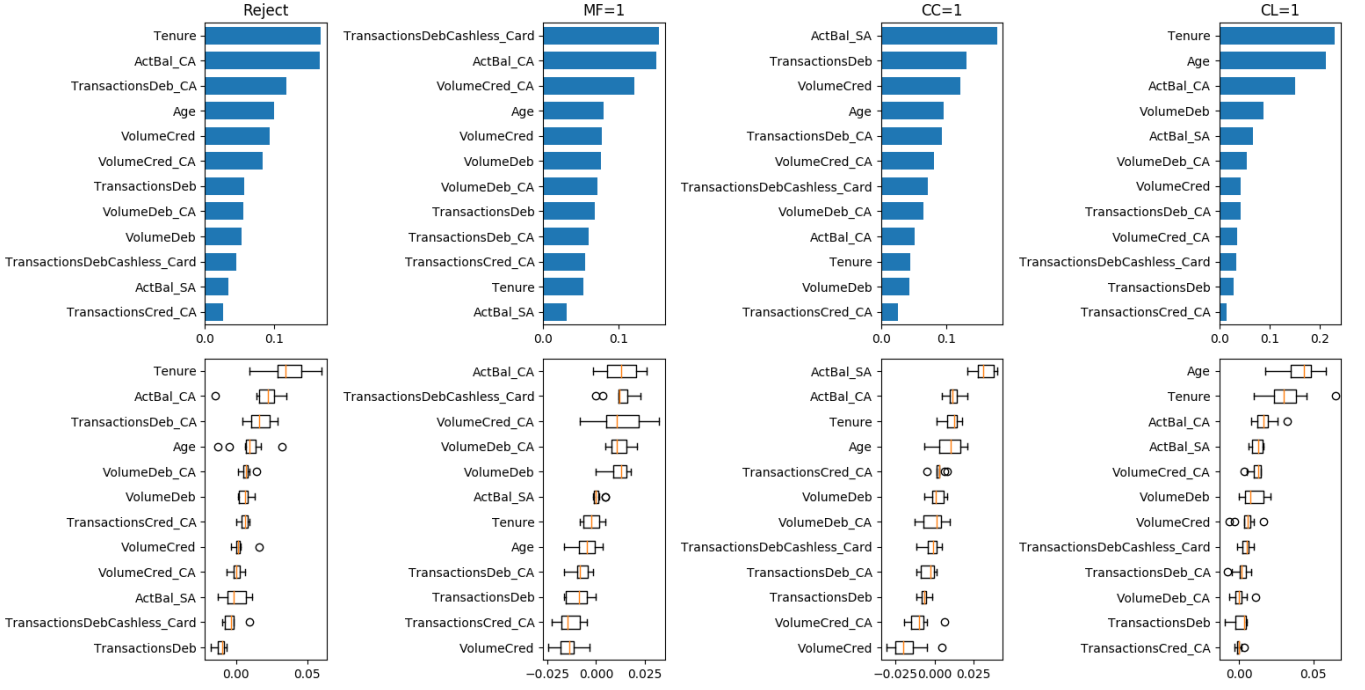 Reject
Tenure
ActBal_CA
TransactionsDeb_CA
Age
VolumeCred
VolumeCred_CA
TransactionsDeb
VolumeDeb_CA
VolumeDeb
TransactionsDebCashless_Card
ActBal_SA
TransactionsCred_CA
0.0 0.1
MF=1
TransactionsDebCashless_Card
ActBal_CA
VolumeCred_CA
Age
VolumeCred
VolumeDeb
VolumeDeb_CA
TransactionsDeb
TransactionsDeb_CA
TransactionsCred_CA
Tenure
ActBal_SA
0.0 0.1
CC=1
ActBal_SA
TransactionsDeb
VolumeCred
Age
TransactionsDeb_CA
VolumeCred_CA
TransactionsDebCashless_Card
VolumeDeb_CA
ActBal_CA
Tenure
VolumeDeb
TransactionsCred_CA
0.0 0.1
CL=1
Tenure
Age
ActBal_CA
VolumeDeb
ActBal_SA
VolumeDeb_CA
VolumeCred
TransactionsDeb_CA
VolumeCred_CA
TransactionsDebCashless_Card
TransactionsDeb
TransactionsCred_CA
0.0 0.1 0.2
Tenure
ActBal_CA
TransactionsDeb_CA
Age
VolumeDeb_CA
VolumeDeb
TransactionsCred_CA
VolumeCred
VolumeCred_CA
ActBal_SA
TransactionsDebCashless_Card
TransactionsDeb
0.00 0.05
ActBal_CA
TransactionsDebCashless_Card
VolumeCred_CA
VolumeDeb_CA
VolumeDeb
ActBal_SA
Tenure
Age
TransactionsDeb_CA
TransactionsDeb
TransactionsCred_CA
VolumeCred
−0.025 0.000 0.025
ActBal_SA
ActBal_CA
Tenure
Age
TransactionsCred_CA
VolumeDeb
VolumeDeb_CA
TransactionsDebCashless_Card
TransactionsDeb_CA
TransactionsDeb
VolumeCred_CA
VolumeCred
−0.025 0.000 0.025
Age
Tenure
ActBal_CA
ActBal_SA
VolumeCred_CA
VolumeDeb
VolumeCred
TransactionsDebCashless_Card
TransactionsDeb_CA
VolumeDeb_CA
TransactionsDeb
TransactionsCred_CA
0.00 0.05